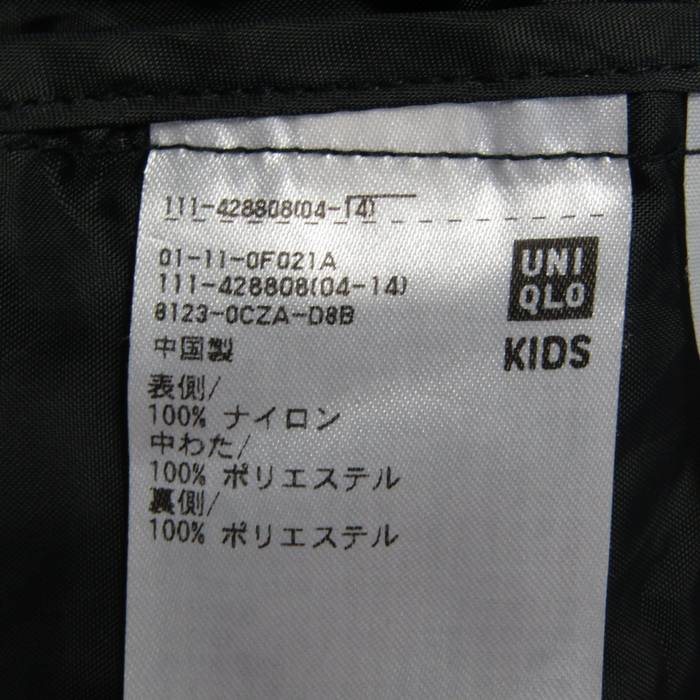 111-428808(04-14)
01-11-0F021A
111-428808(04-14)
8123-0CZA-D8B
中国製
表側/
100% ナイロン
中わた/
100% ポリエステル
裏側/
100% ポリエステル
UNI
QLO
KIDS